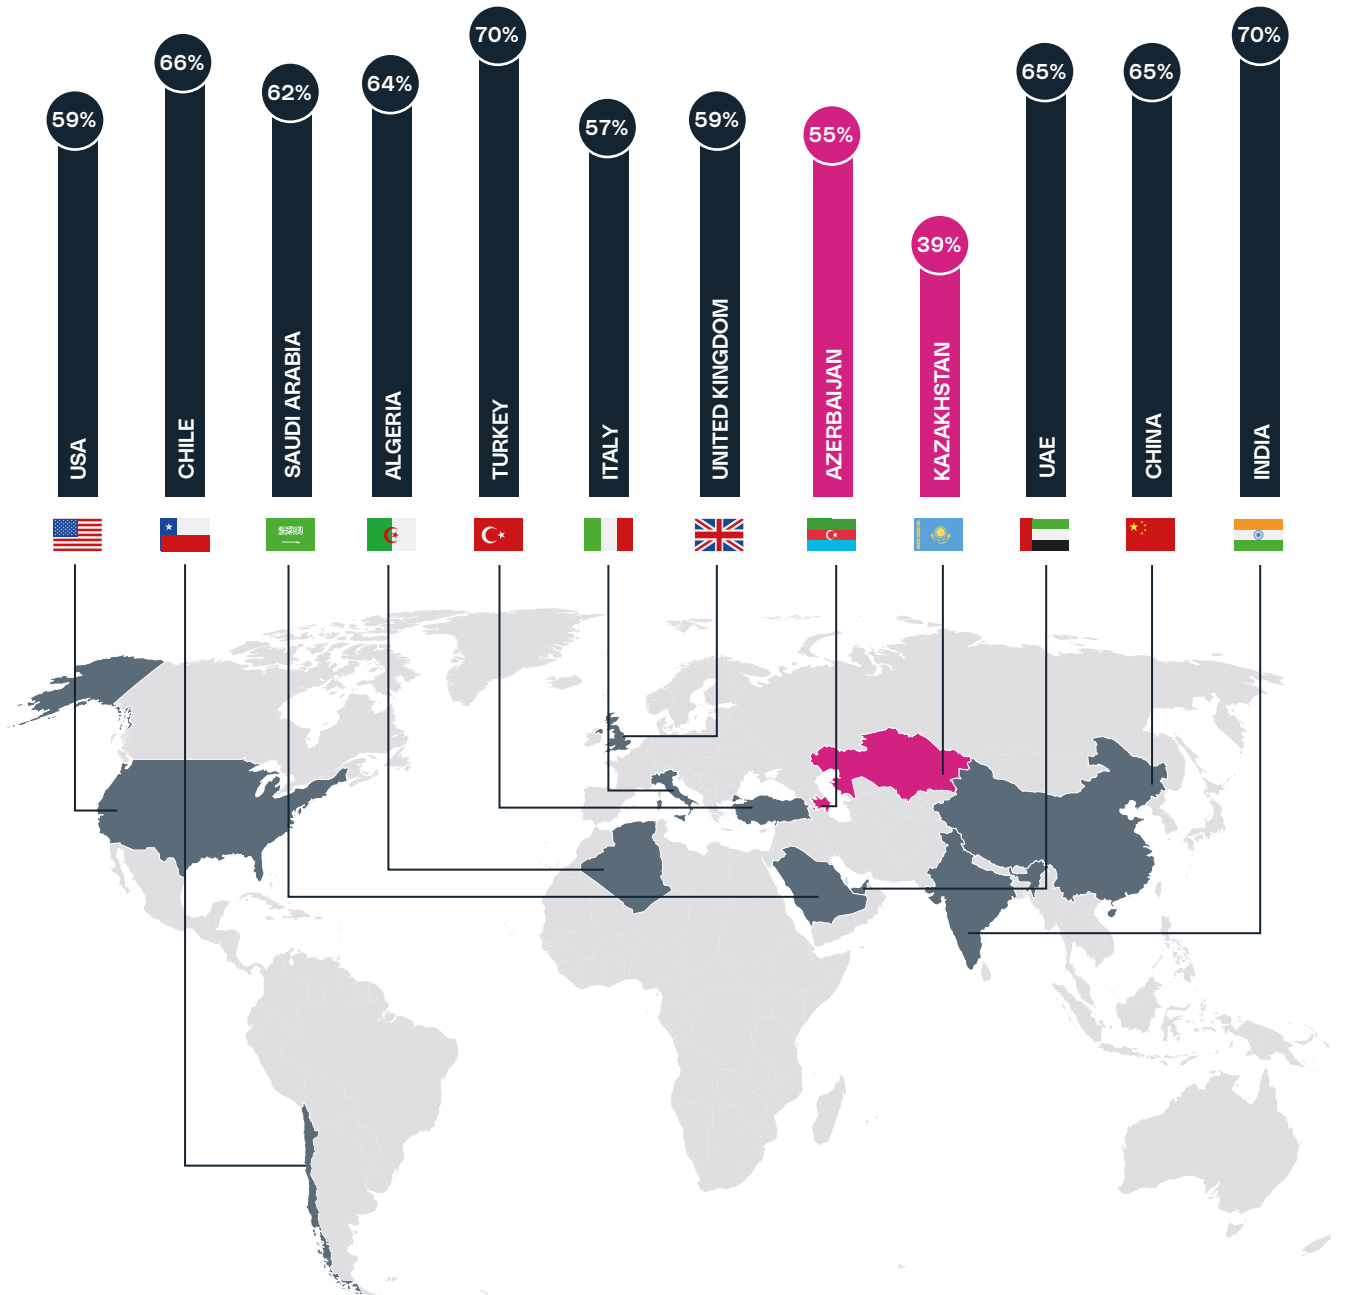 59%
66%
62%
64%
70%
57%
59%
55%
39%
65%
65%
70%
USA
CHILE
SAUDI ARABIA
ALGERIA
TURKEY
ITALY
UNITED KINGDOM
AZERBAIJAN
KAZAKHSTAN
UAE
CHINA
INDIA